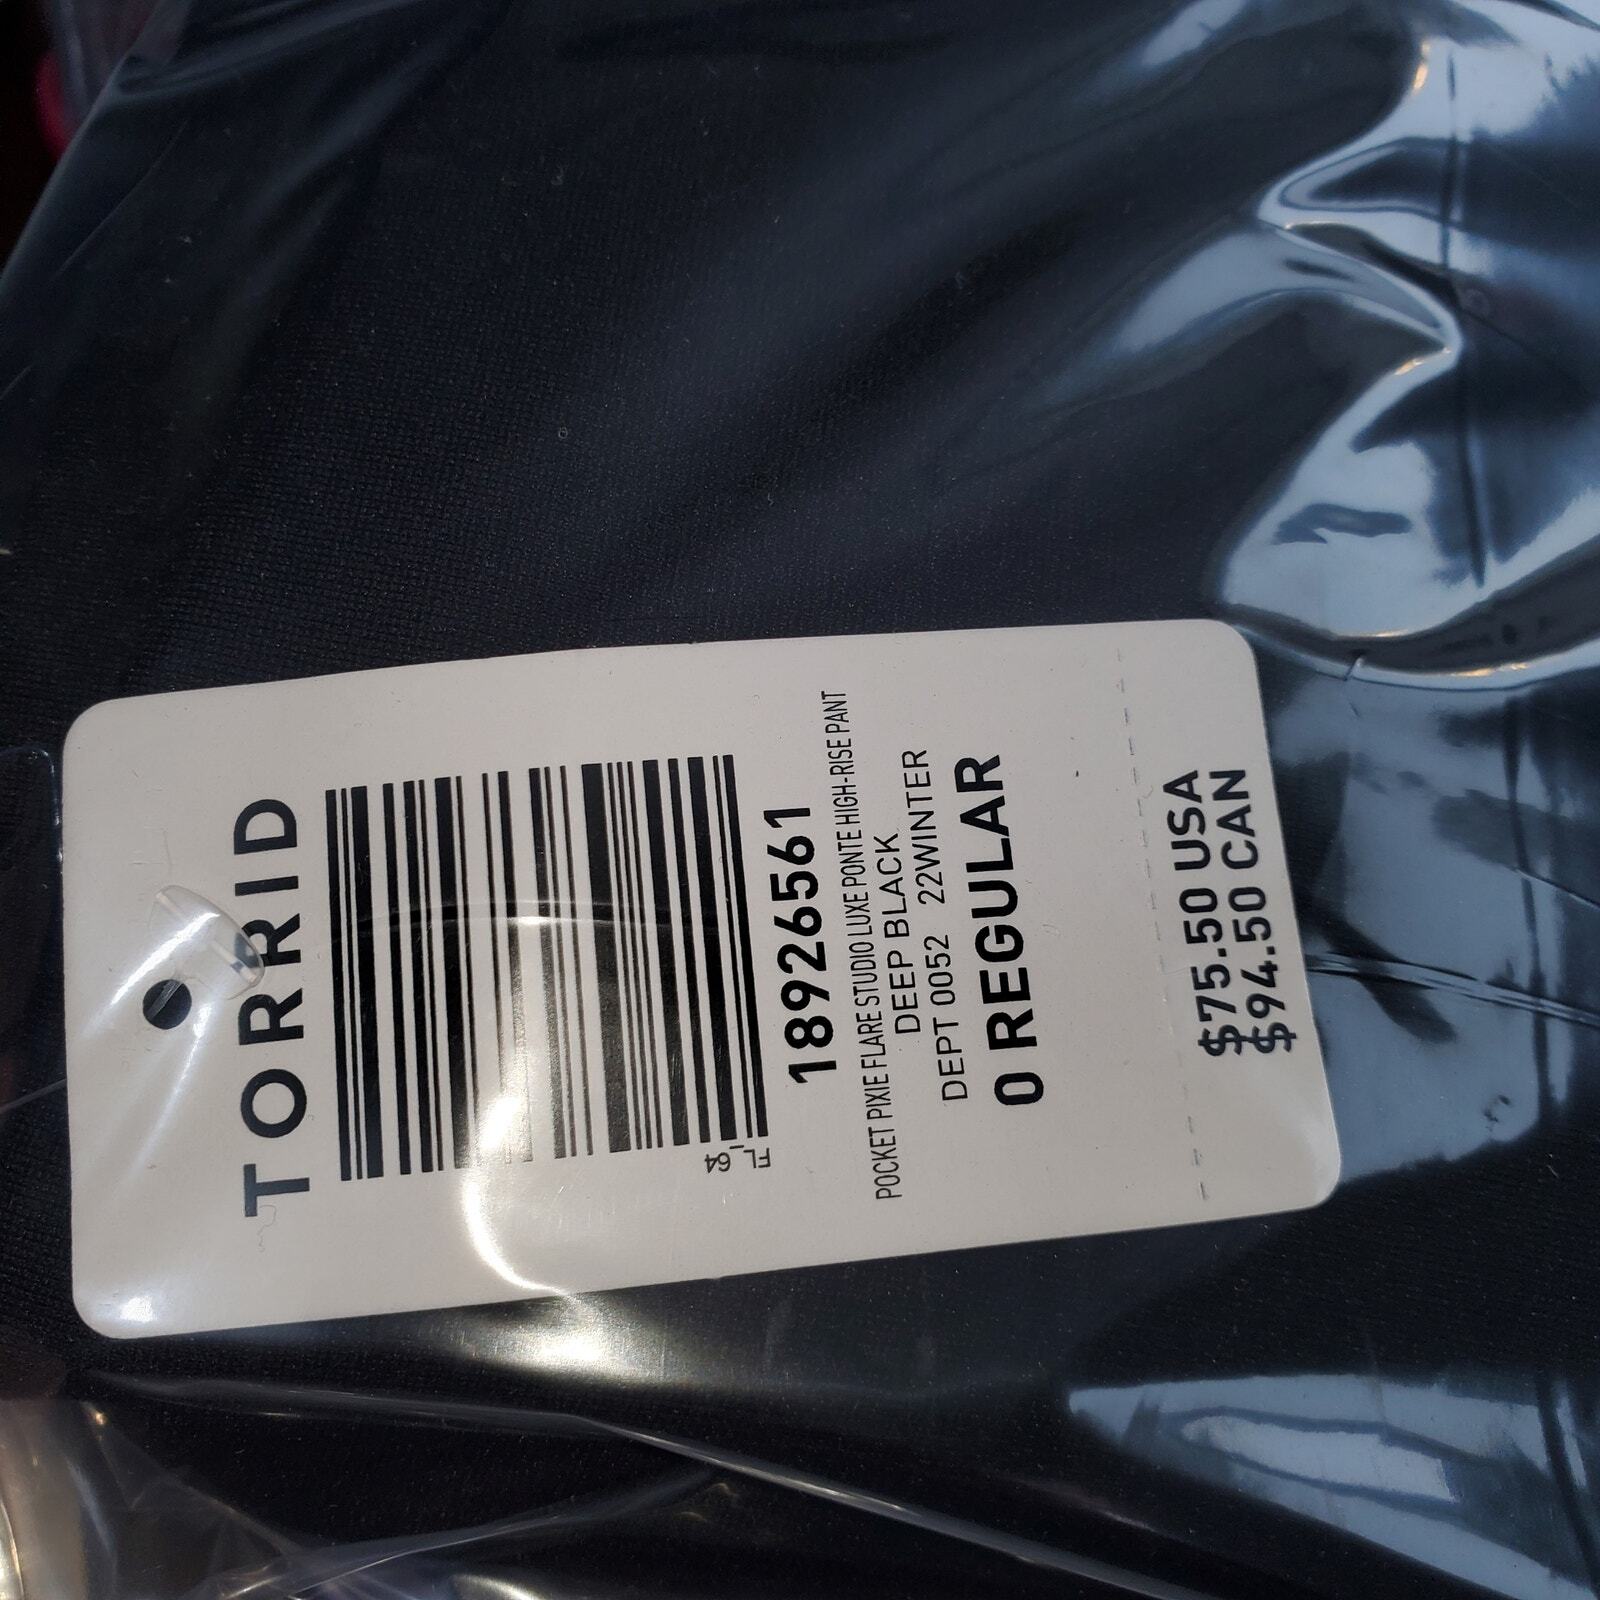 TORRID
FL_64
18926561
POCKET PIXIE FLARE STUDIO LUXE PONTE HIGH-RISE PANT
DEEP BLACK
DEPT 0052 22WINTER
0 REGULAR
$75.50 USA
$94.50 CAN